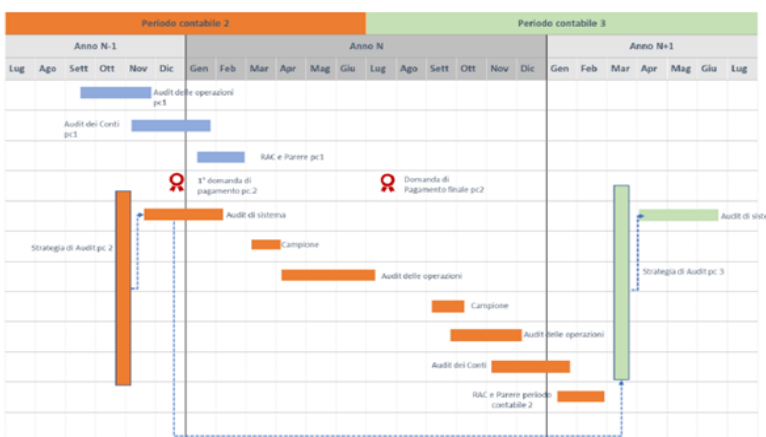 Periodo contabile 2 Periodo contabile 3
Anno N-1 Anno N Anno N+1
Lug Ago Sett Ott Nov Dic Gen Feb Mar Apr Mag Giu Lug Ago Sett Ott Nov Dic Gen Feb Mar Apr Mag Giu Lug
Audit delle operazioni
pc1
Audit dei Conti
pc1
RAC e Parere pc1
1° domanda di
pagamento pc.2
Domanda di
Pagamento finale pc2
Audit di sistema
Audit di siste
Strategia di Audit pc 2
Campione
Strategia di Audit pc 3
Audit delle operazioni
Campione
Audit delle operazioni
Audit dei Conti
RAC e Parere periodo
contabile 2